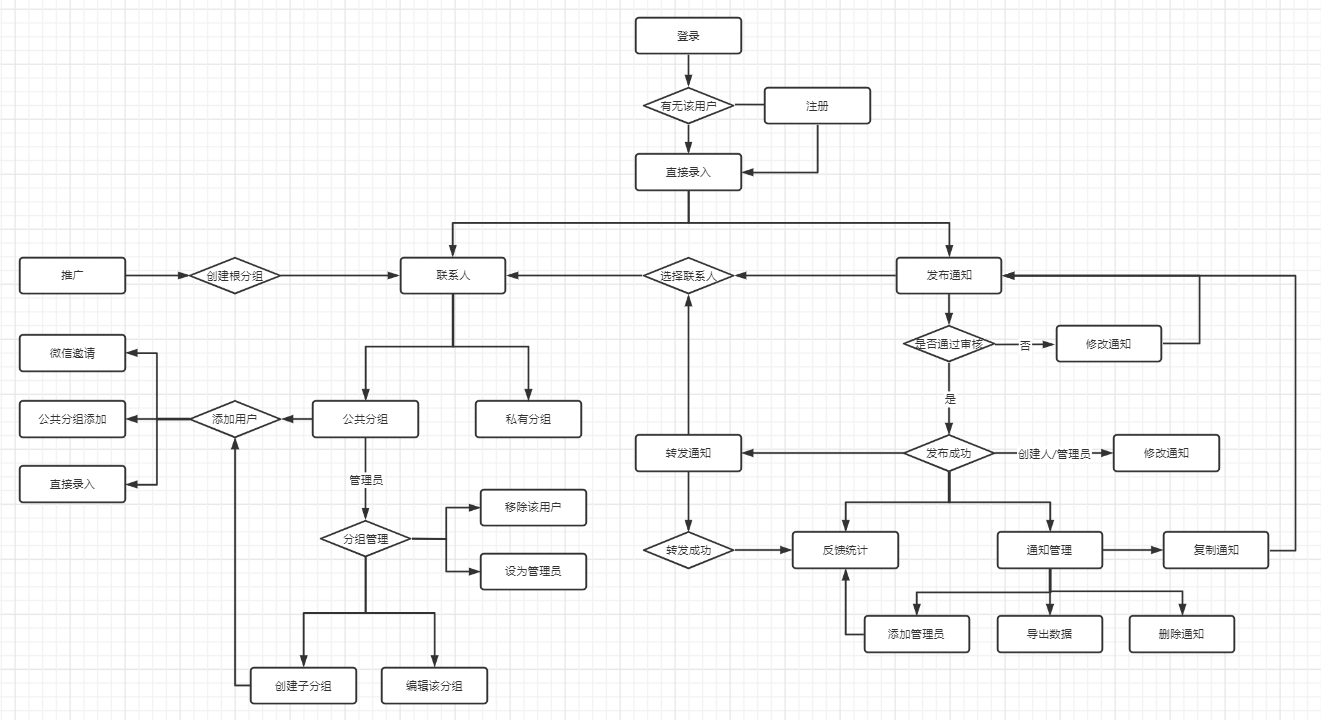 登录
有无该用户
注册
直接录入
推广
创建根分组
联系人
选择联系人
发布通知
微信邀请
是否通过审核
否
修改通知
公共分组添加
添加用户
公共分组
私有分组
是
直接录入
管理员
转发通知
发布成功
创建人/管理员
修改通知
移除该用户
分组管理
设为管理员
转发成功
反馈统计
通知管理
复制通知
添加管理员
导出数据
删除通知
创建子分组
编辑该分组